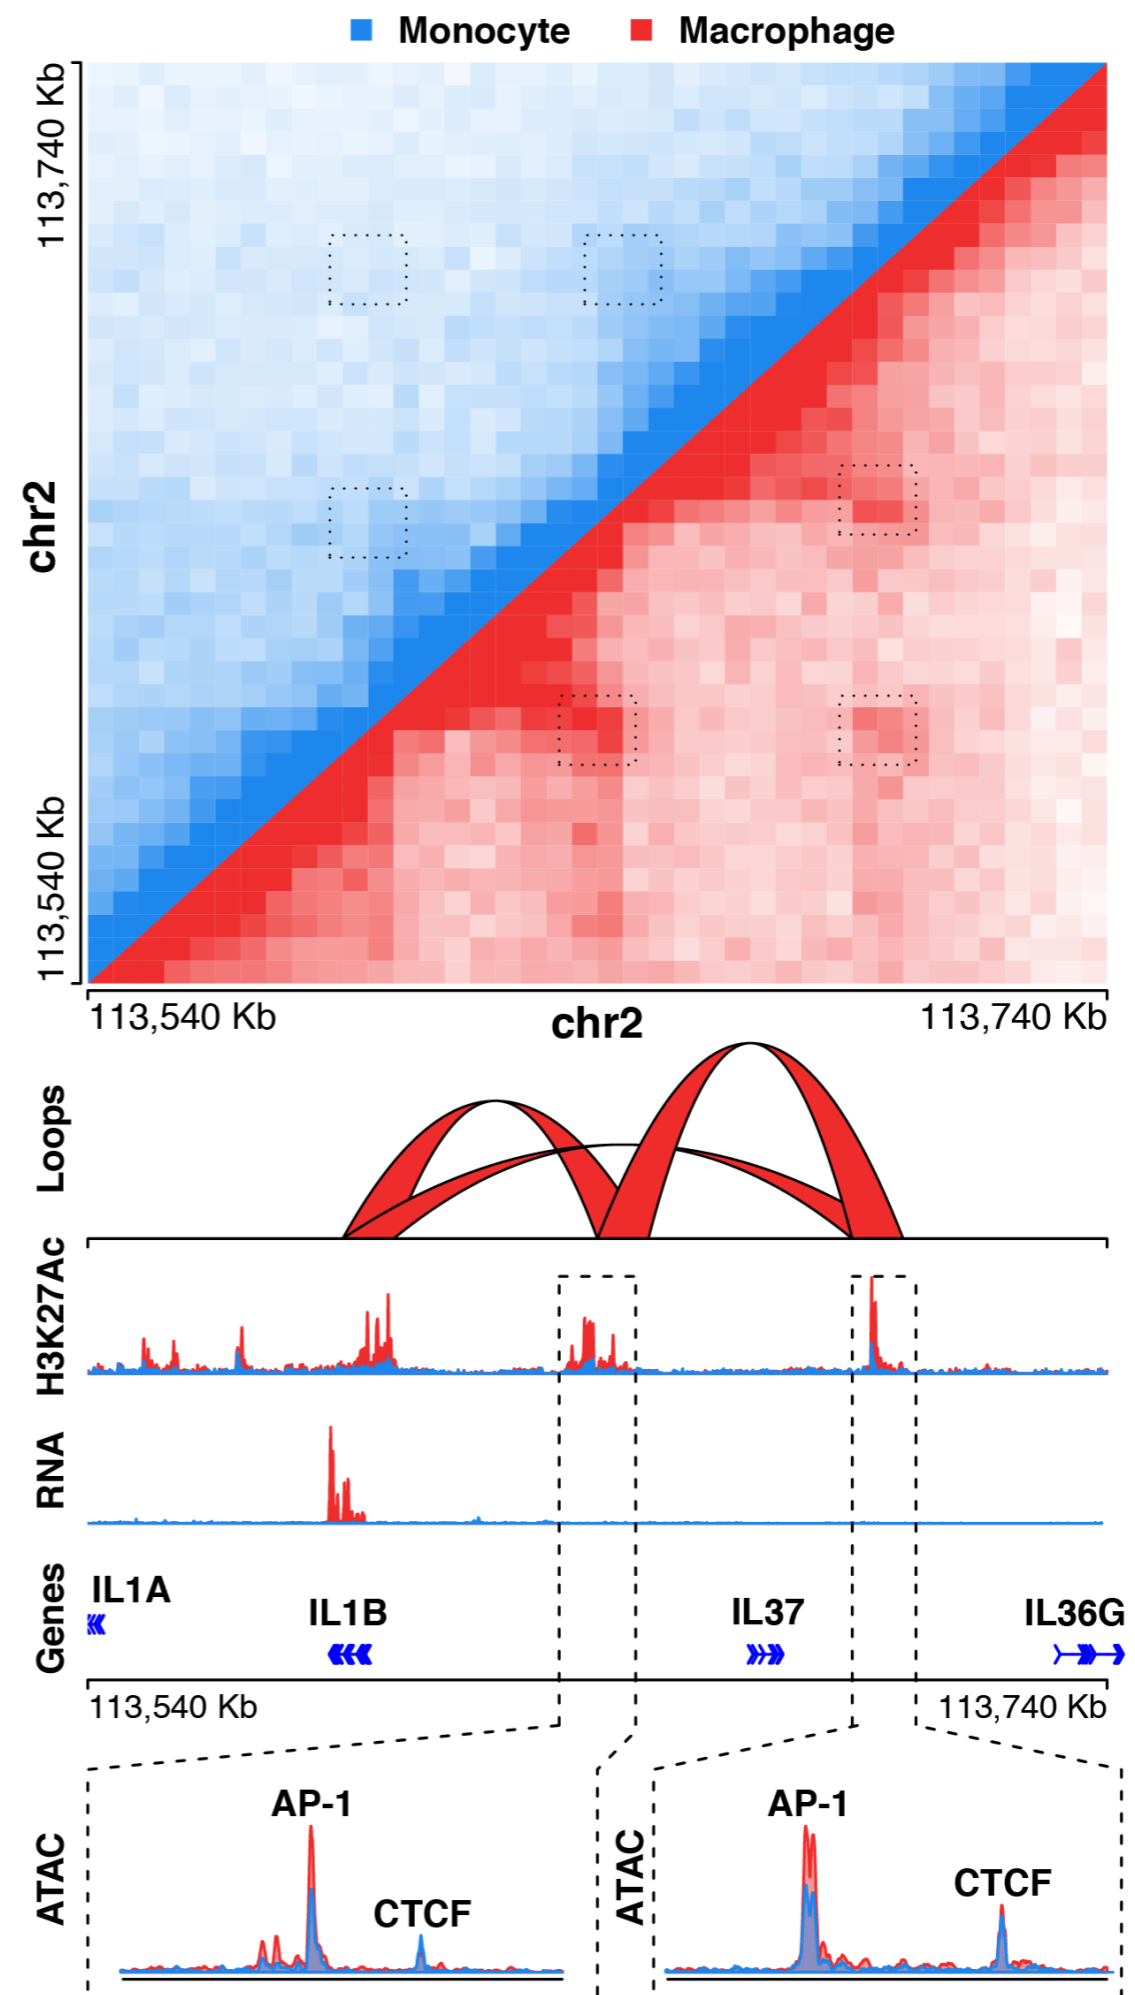 Monocyte Macrophage
113,740 Kb
chr2
113,540 Kb
113,540 Kb chr2 113,740 Kb
Loops
H3K27Ac
RNA
Genes
IL1A
IL1B IL37 IL36G
113,540 Kb 113,740 Kb
ATAC
AP-1
CTCF
ATAC
AP-1
CTCF